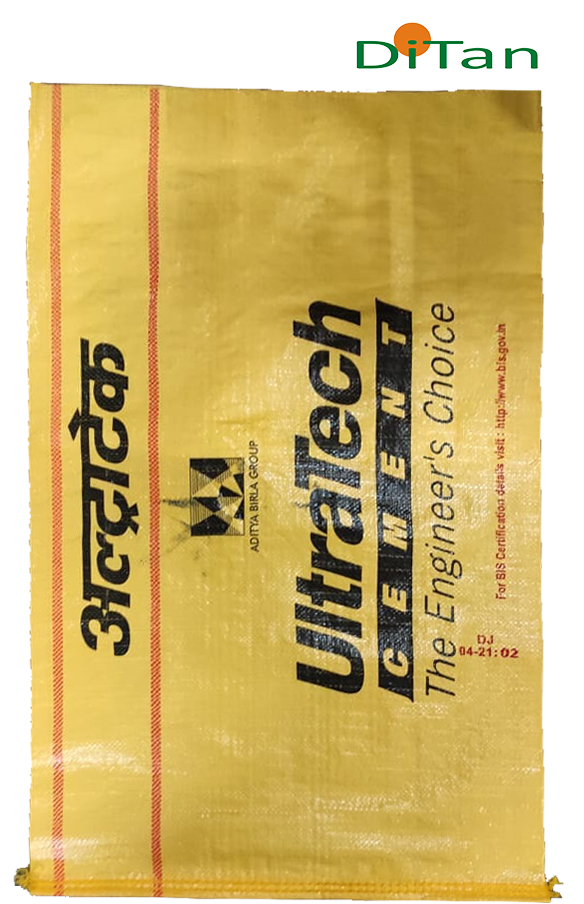 DiTan
अल्ट्राटेक
ADITYA BIRLA GROUP
UltraTech
CEMENT
The Engineer's Choice
For BIS Certification details visit : http://www.bis.gov.in
DJ
04-21:02